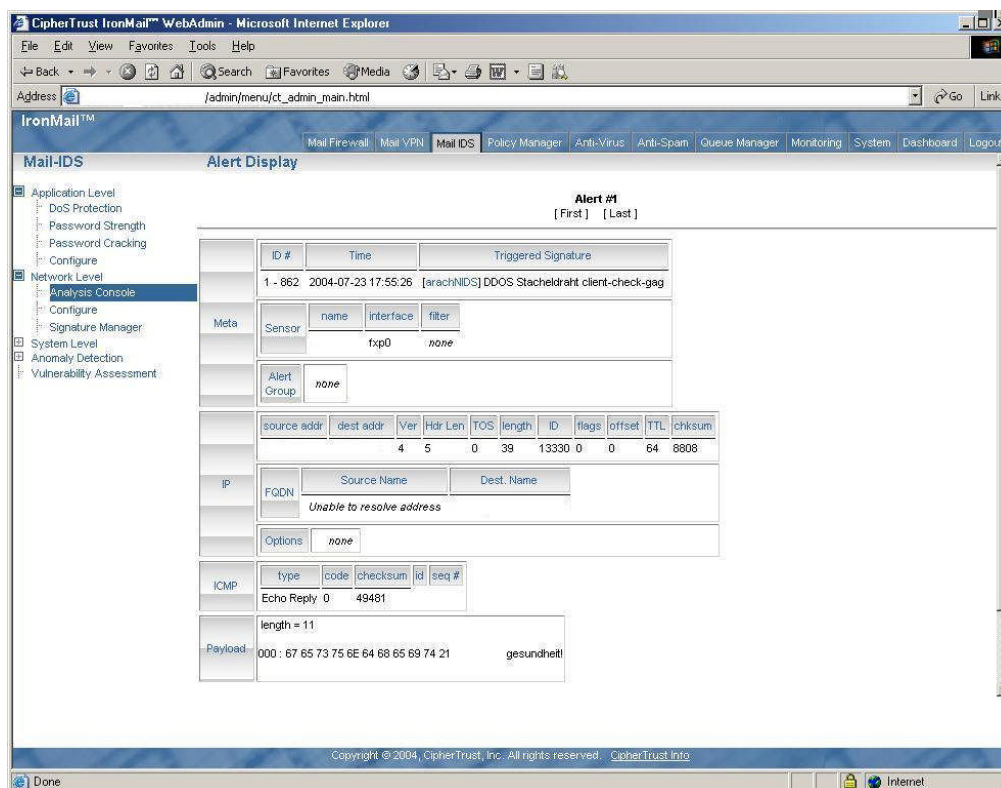 CipherTrust IronMail™ WebAdmin - Microsoft Internet Explorer
File Edit View Favorites Tools Help
Back Search Favorites Media
Address /admin/menu/ct_admin_main.html Go Link
IronMail™
Mail Firewall Mail VPN Mail IDS Policy Manager Anti-Virus Anti-Spam Queue Manager Monitoring System Dashboard Logou
Mail-IDS
Application Level
DoS Protection
Password Strength
Password Cracking
Configure
Network Level
Analysis Console
Configure
Signature Manager
System Level
Anomaly Detection
Vulnerability Assessment
Alert Display
Alert #1
[ First ] [ Last ]
Meta
ID # Time Triggered Signature
1 - 862 2004-07-23 17:55:26 [arachNIDS] DDOS Stacheldraht client-check-gag
Sensor name interface filter
fxp0 none
Alert Group none
IP
source addr dest addr Ver Hdr Len TOS length ID flags offset TTL chksum
4 5 0 39 13330 0 0 64 8808
FQDN Source Name Dest. Name
Unable to resolve address
Options none
ICMP
type code checksum id seq #
Echo Reply 0 49481
Payload
length = 11
000 : 67 65 73 75 6E 64 68 65 69 74 21 gesundheit!
Copyright © 2004, CipherTrust, Inc. All rights reserved. CipherTrust Info
Done Internet